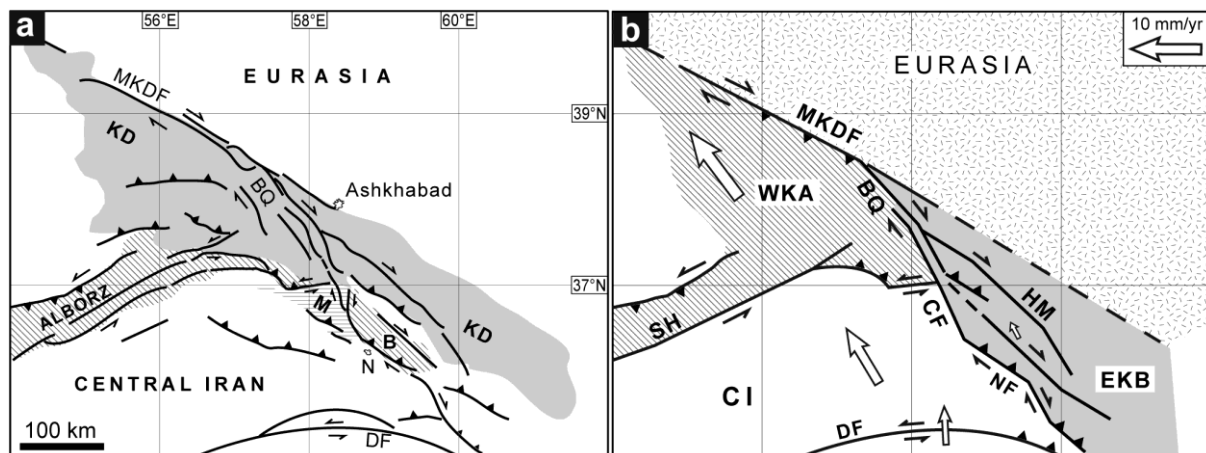 a
56°E
58°E
60°E
EURASIA
MKDF
39°N
KD
BQ
Ashkhabad
37°N
ALBORZ
M
KD
B
N
CENTRAL IRAN
100 km
DF
b
10 mm/yr
EURASIA
MKDF
WKA
BQ
HM
CF
SH
NF
EKB
CI
DF